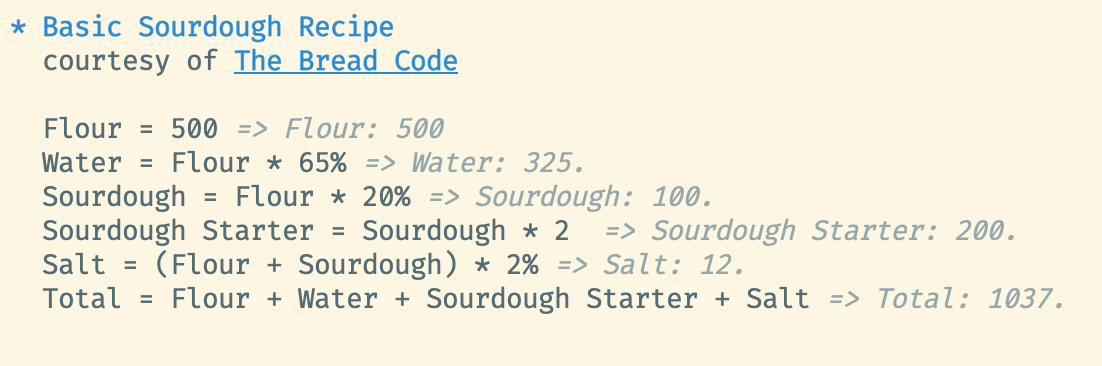 * Basic Sourdough Recipe
courtesy of The Bread Code
Flour = 500 => Flour: 500
Water = Flour * 65% => Water: 325.
Sourdough = Flour * 20% => Sourdough: 100.
Sourdough Starter = Sourdough * 2  => Sourdough Starter: 200.
Salt = (Flour + Sourdough) * 2% => Salt: 12.
Total = Flour + Water + Sourdough Starter + Salt => Total: 1037.